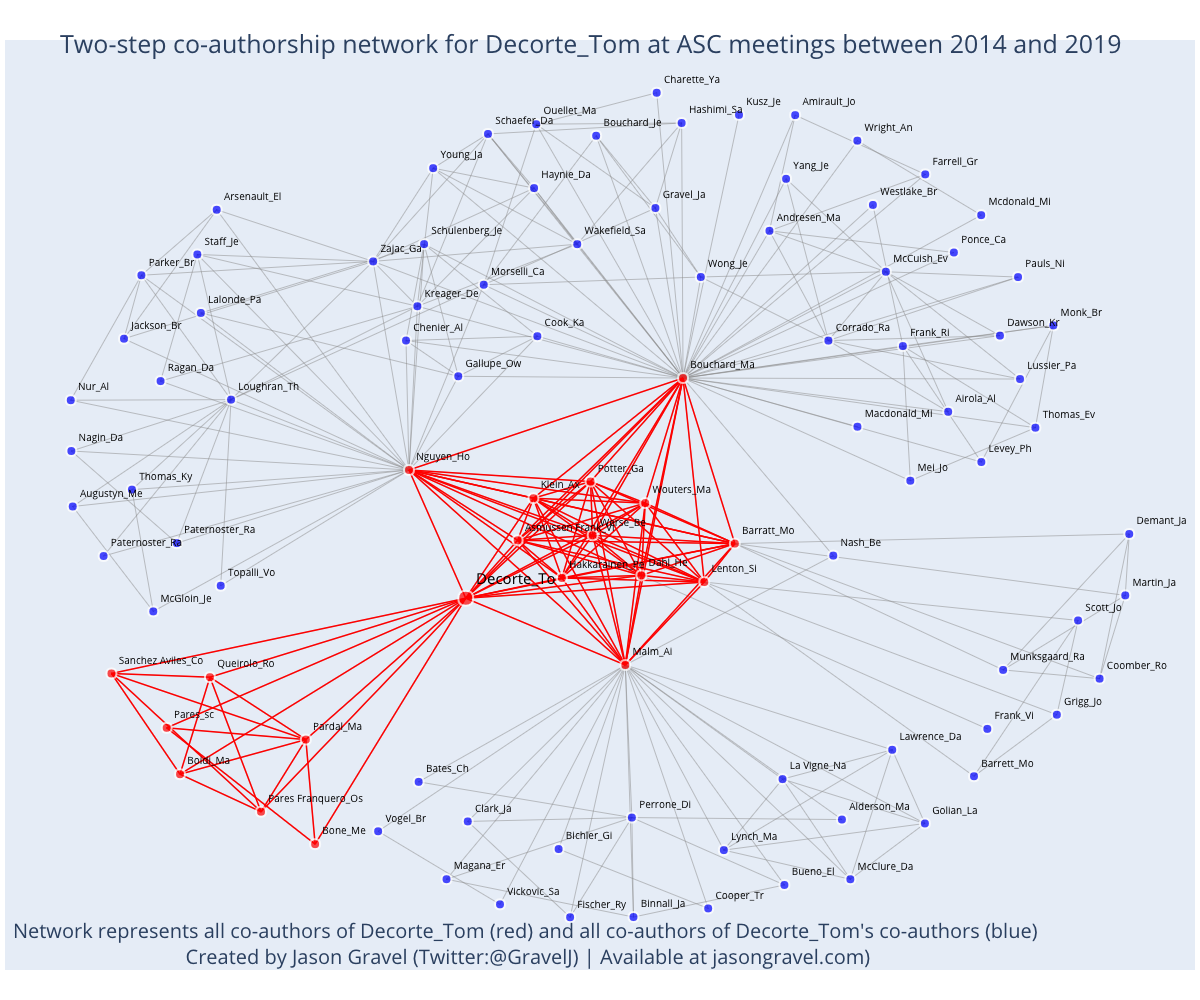 Two-step co-authorship network for Decorte_Tom at ASC meetings between 2014 and 2019
Charette_Ya
Kusz_Je
Amirault_Jo
Ouellet_Ma
Hashimi_Sa
Schaefer_Da
Bouchard_Je
Wright_An
Young_Ja
Farrell_Gr
Yang_Je
Haynie_Da
Westlake_Br
Arsenault_El
Gravel_Ja
Mcdonald_Mi
Andresen_Ma
Schulenberg_Je
Wakefield_Sa
Staff_Je
Ponce_Ca
Zajac_Ga
McCuish_Ev
Parker_Br
Wong_Je
Pauls_Ni
Morselli_Ca
Kreager_De
Lalonde_Pa
Monk_Br
Jackson_Br
Chenier_Al
Cook_Ka
Corrado_Ra
Dawson_Kr
Frank_Ri
Gallupe_Ow
Bouchard_Ma
Lussier_Pa
Ragan_Da
Nur_Al
Loughran_Th
Airola_Al
Macdonald_Mi
Thomas_Ev
Nagin_Da
Levey_Ph
Nguyen_Ho
Mei_Jo
Potter_Ga
Thomas_Ky
Klein_Ax
Wouters_Ma
Augustyn_Me
Demant_Ja
Paternoster_Ra
Asmussen Frank_Vi
Werse_Be
Barratt_Mo
Paternoster_Ra
Nash_Be
Hakkarainen_Pe
Dahl_He
Lenton_Si
Topalli_Vo
Decorte_To
Martin_Ja
McGloin_Je
Scott_Jo
Malm_Ai
Sanchez Aviles_Co
Queirolo_Ro
Munksgaard_Ra
Coomber_Ro
Grigg_Jo
Pares_sc
Pardal_Ma
Frank_Vi
Lawrence_Da
Boidi_Ma
Bates_Ch
La Vigne_Na
Barrett_Mo
Pares Franquero_Os
Clark_Ja
Perrone_Di
Alderson_Ma
Golian_La
Bone_Me
Vogel_Br
Bichler_Gi
Lynch_Ma
Magana_Er
Bueno_El
McClure_Da
Vickovic_Sa
Fischer_Ry
Binnall_Ja
Cooper_Tr
Network represents all co-authors of Decorte_Tom (red) and all co-authors of Decorte_Tom's co-authors (blue)
Created by Jason Gravel (Twitter:@GravelJ) | Available at jasongravel.com)